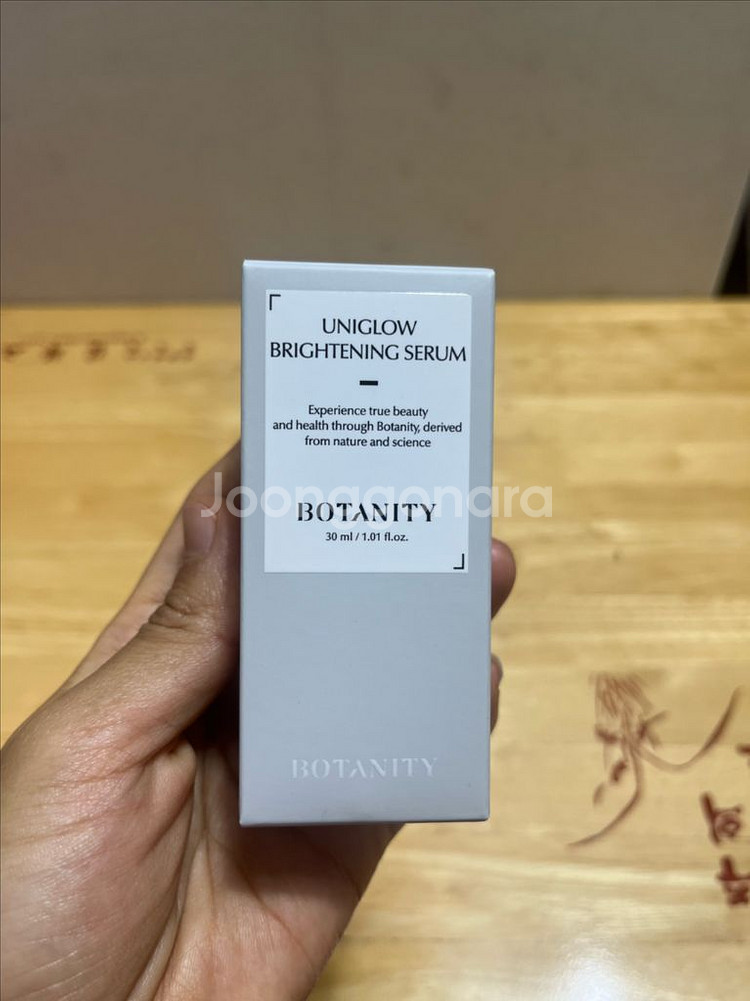 UNIGLOW
BRIGHTENING SERUM
Experience true beauty
and health through Botanity, derived
from nature and science
Joonggonara
BOTANITY
30 ml / 1.01 fl.oz.
BOTANITY